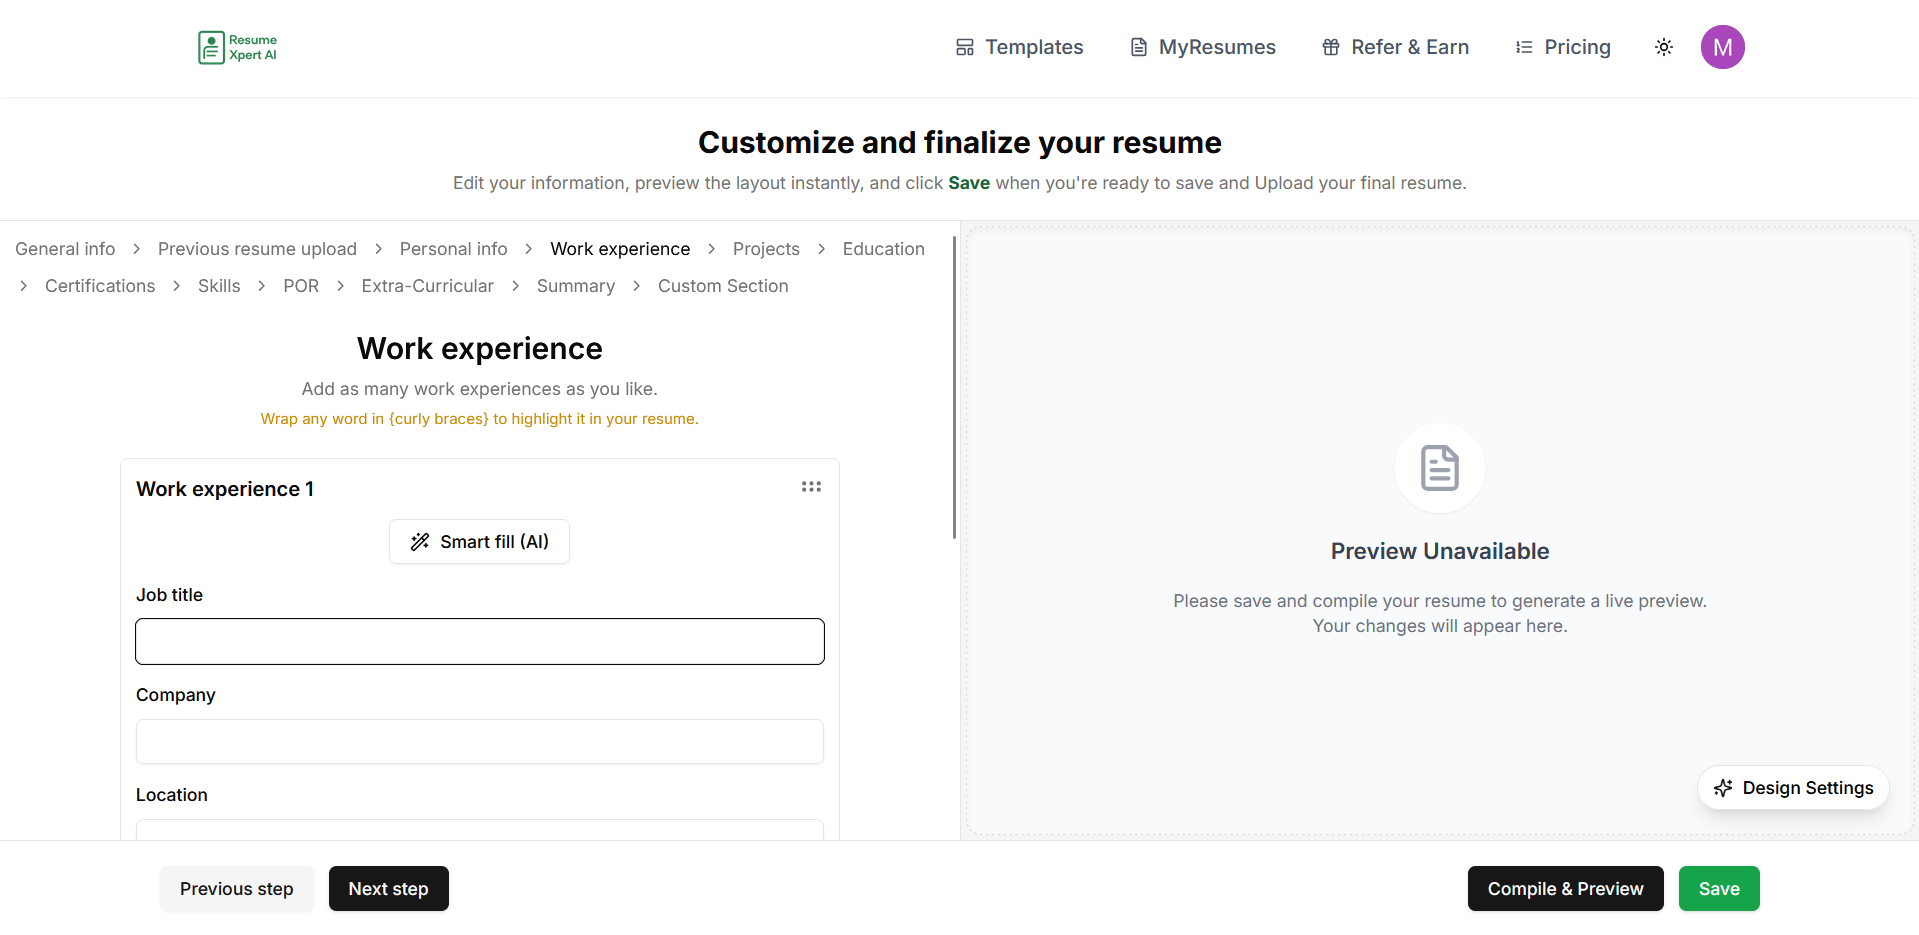 Resume
Xpert AI
Templates
MyResumes
Refer & Earn
Pricing
M
Customize and finalize your resume
Edit your information, preview the layout instantly, and click Save when you're ready to save and Upload your final resume.
General info > Previous resume upload > Personal info > Work experience > Projects > Education
> Certifications > Skills > POR > Extra-Curricular > Summary > Custom Section
Work experience
Add as many work experiences as you like.
Wrap any word in {curly braces} to highlight it in your resume.
Work experience 1
Smart fill (AI)
Job title
Company
Location
Preview Unavailable
Please save and compile your resume to generate a live preview.
Your changes will appear here.
Design Settings
Previous step
Next step
Compile & Preview
Save